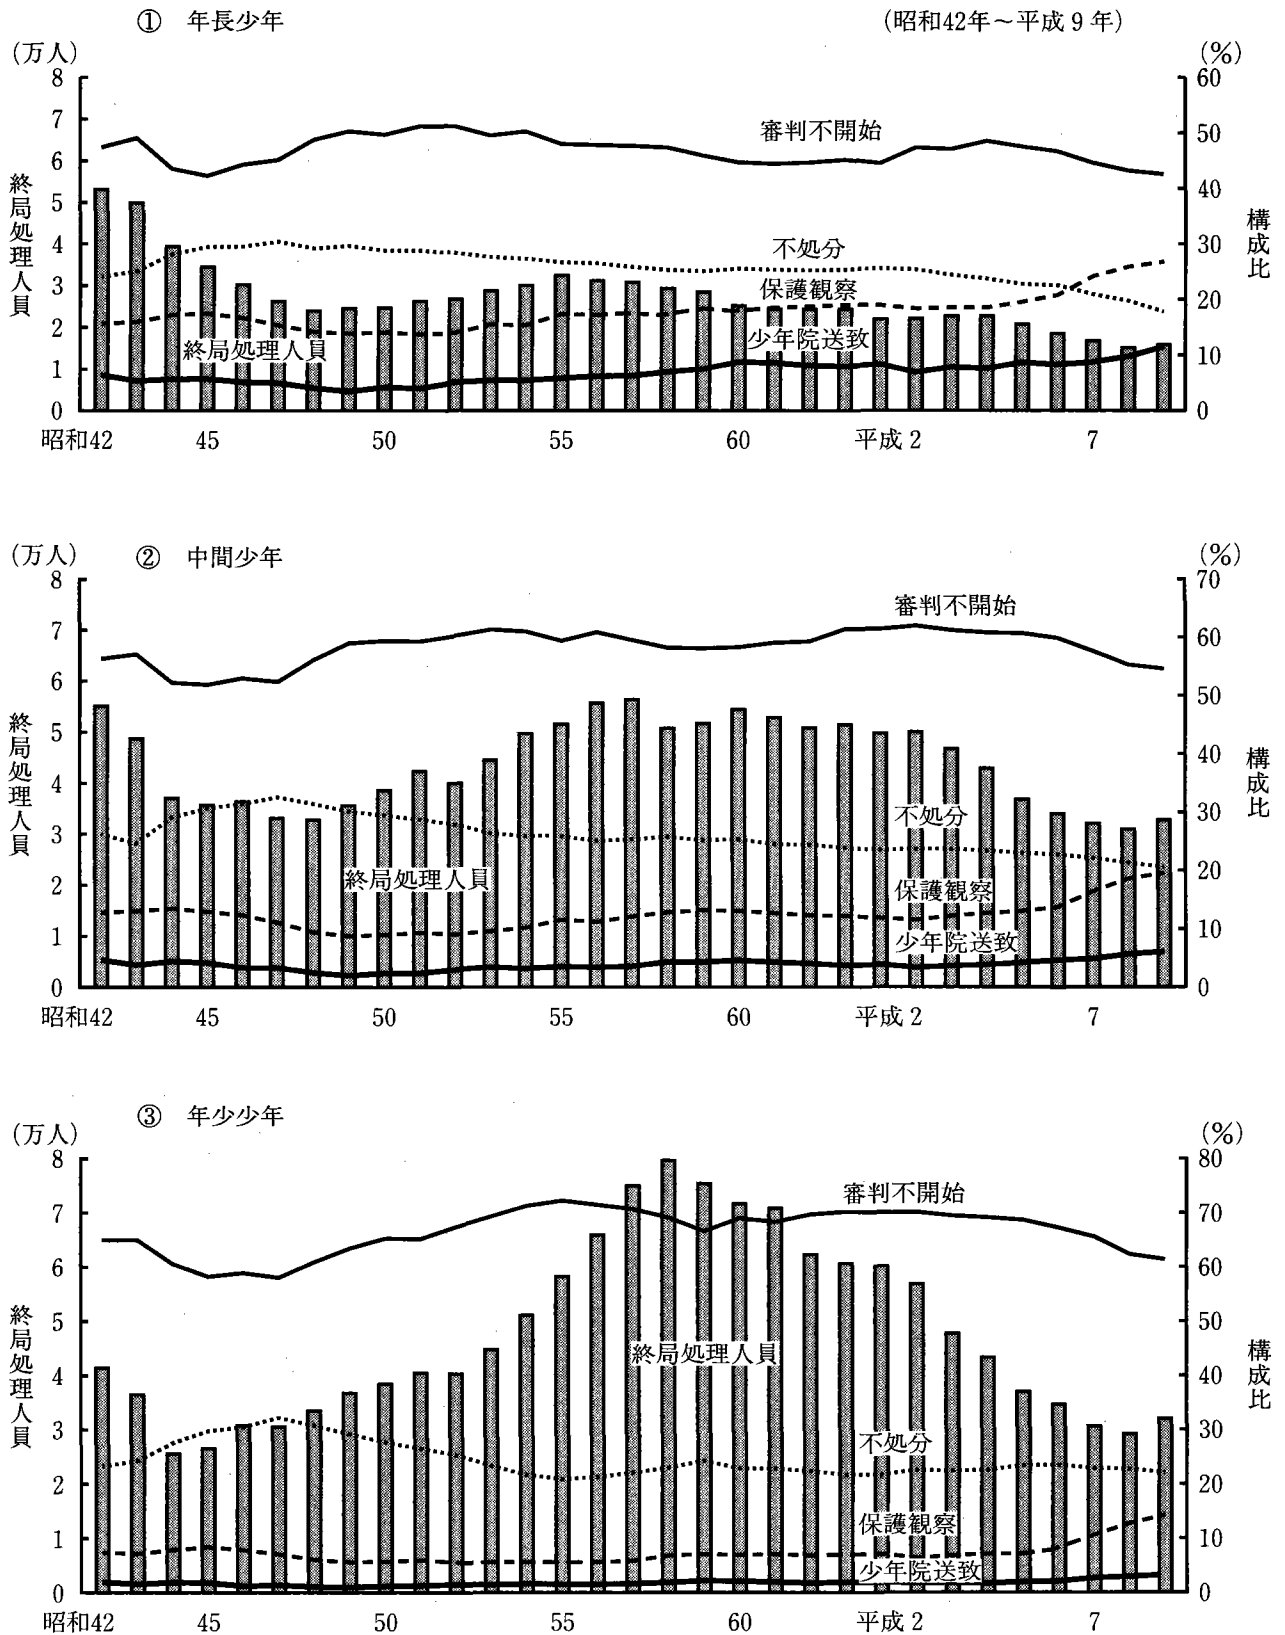 ① 年長少年 (昭和42年～平成9年)
(万人) (%)
8 60
7
50
6
40
5
4
30
3
20
2
10
1
0 0
終局処理人員
構成比
審判不開始
不処分
保護観察
少年院送致
終局処理人員
昭和42 45 50 55 60 平成2 7
② 中間少年
(万人) (%)
8 70
7
60
6
50
5
40
4
30
3
20
2
10
1
0 0
終局処理人員
構成比
審判不開始
不処分
終局処理人員
保護観察
少年院送致
昭和42 45 50 55 60 平成2 7
③ 年少少年
(万人) (%)
8 80
7 70
6 60
5 50
4 40
3 30
2 20
1 10
0 0
終局処理人員
構成比
審判不開始
終局処理人員
不処分
保護観察
少年院送致
昭和42 45 50 55 60 平成2 7